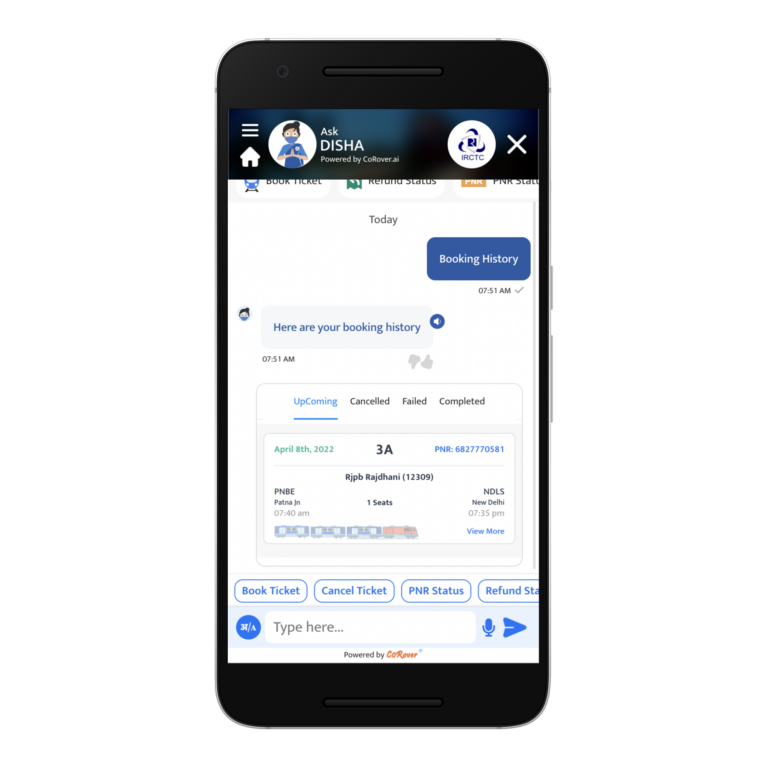 Ask
DISHA
Powered by CoRover.ai
IRCTC
Book Ticket
Refund Status
PNR
PNR Statu
Today
Booking History
07:51 AM
Here are your booking history
07:51 AM
UpComing Cancelled Failed Completed
April 8th, 2022 3A PNR: 6827770581
Rjpb Rajdhani (12309)
PNBE NDLS
Patna Jn 1 Seats New Delhi
07:40 am 07:35 pm
View More
Book Ticket Cancel Ticket PNR Status Refund Sta
अ/A Type here...
Powered by CoRover®